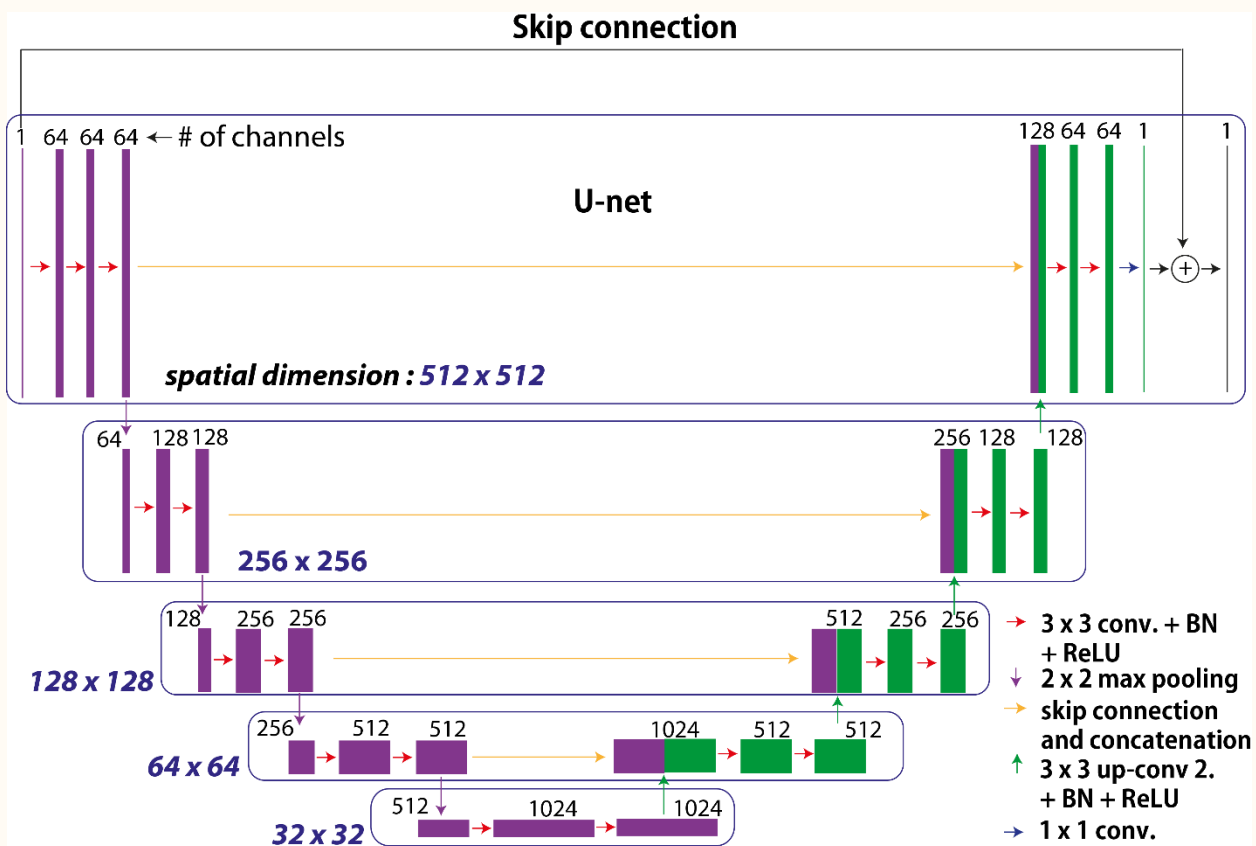 Skip connection
1 64 64 64 ← # of channels
128 64 64 1 1
U-net
+
spatial dimension : 512 x 512
64 128 128
256 128 128
256 x 256
128 256 256
512 256 256
128 x 128
256 512 512
1024 512 512
64 x 64
512 1024 1024
32 x 32
3 x 3 conv. + BN
+ ReLU
2 x 2 max pooling
skip connection
and concatenation
3 x 3 up-conv 2.
+ BN + ReLU
1 x 1 conv.